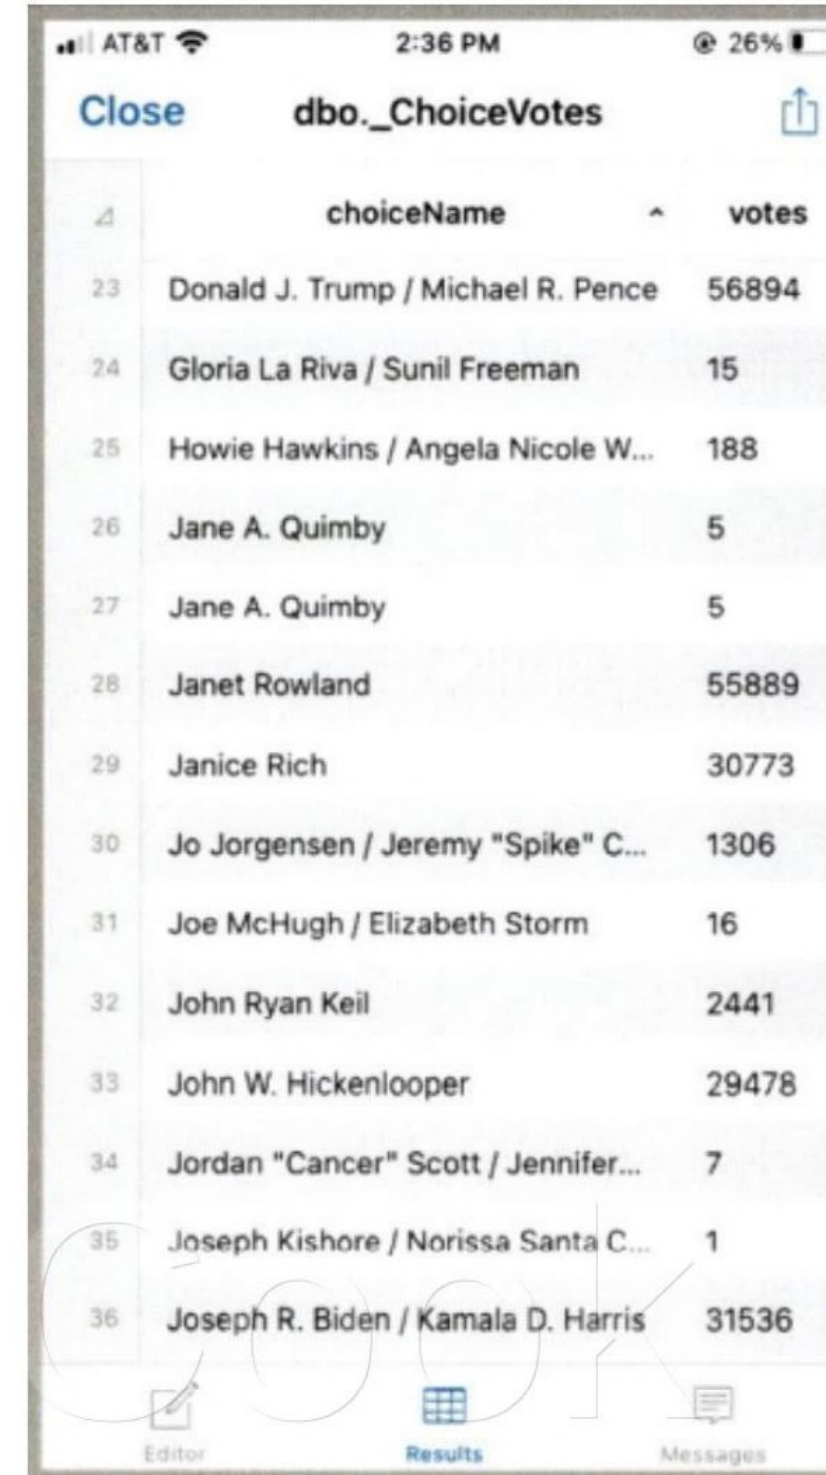 AT&T 2:36 PM 26%
Close dbo._ChoiceVotes
choiceName votes
23 Donald J. Trump / Michael R. Pence 56894
24 Gloria La Riva / Sunil Freeman 15
25 Howie Hawkins / Angela Nicole W... 188
26 Jane A. Quimby 5
27 Jane A. Quimby 5
28 Janet Rowland 55889
29 Janice Rich 30773
30 Jo Jorgensen / Jeremy "Spike" C... 1306
31 Joe McHugh / Elizabeth Storm 16
32 John Ryan Keil 2441
33 John W. Hickenlooper 29478
34 Jordan "Cancer" Scott / Jennifer... 7
35 Joseph Kishore / Norissa Santa C... 1
36 Joseph R. Biden / Kamala D. Harris 31536
Cook
Editor Results Messages